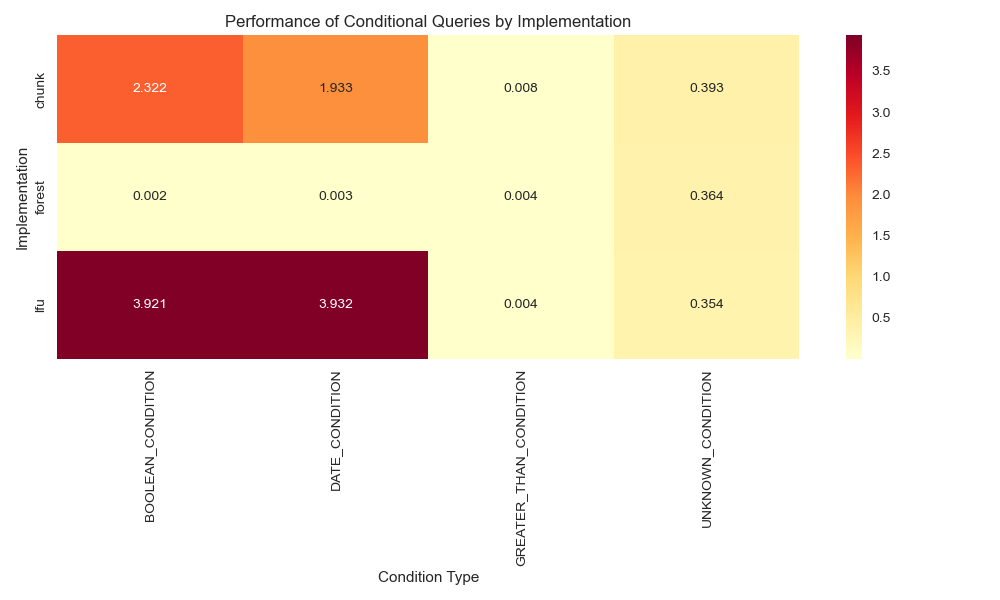 Performance of Conditional Queries by Implementation
Implementation
chunk
2.322 1.933 0.008 0.393
forest
0.002 0.003 0.004 0.364
lfu
3.921 3.932 0.004 0.354
BOOLEAN_CONDITION
DATE_CONDITION
GREATER_THAN_CONDITION
UNKNOWN_CONDITION
Condition Type
3.5
3.0
2.5
2.0
1.5
1.0
0.5